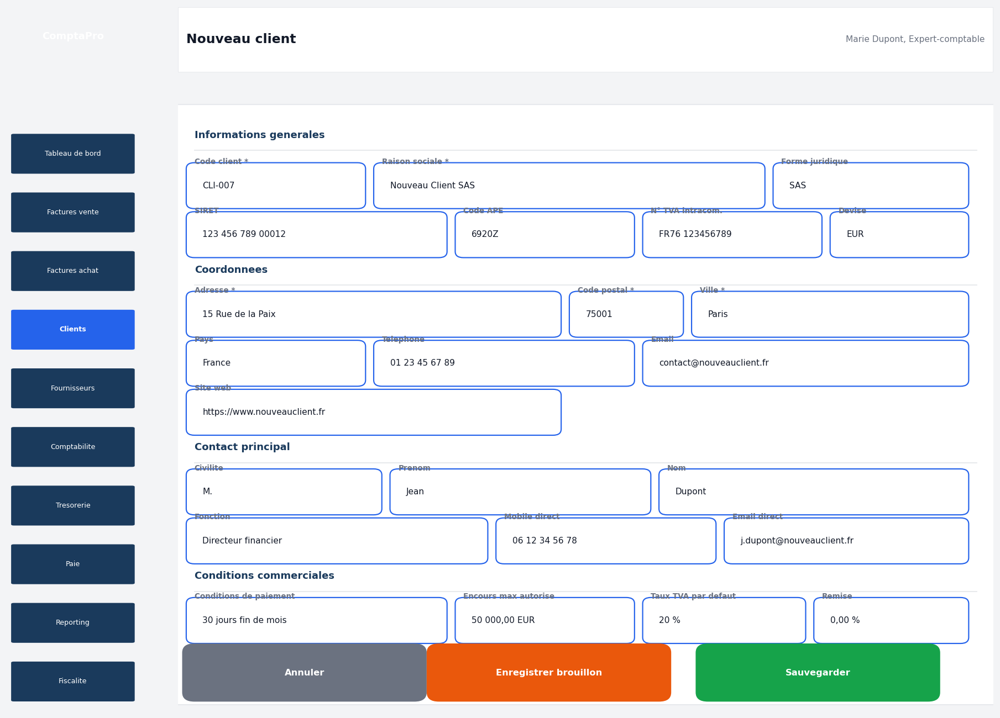 ComptaPro
Nouveau client
Marie Dupont, Expert-comptable
Tableau de bord
Factures vente
Factures achat
Clients
Fournisseurs
Comptabilite
Tresorerie
Paie
Reporting
Fiscalite
Informations generales
Code client *
Raison sociale *
Forme juridique
CLI-007
Nouveau Client SAS
SAS
SIRET
Code APE
N° TVA intracom.
Devise
123 456 789 00012
6920Z
FR76 123456789
EUR
Coordonnees
Adresse *
Code postal *
Ville *
15 Rue de la Paix
75001
Paris
Pays
Telephone
Email
France
01 23 45 67 89
contact@nouveauclient.fr
Site web
https://www.nouveauclient.fr
Contact principal
Civilite
Prenom
Nom
M.
Jean
Dupont
Fonction
Mobile direct
Email direct
Directeur financier
06 12 34 56 78
j.dupont@nouveauclient.fr
Conditions commerciales
Conditions de paiement
Encours max autorise
Taux TVA par defaut
Remise
30 jours fin de mois
50 000,00 EUR
20 %
0,00 %
Annuler
Enregistrer brouillon
Sauvegarder